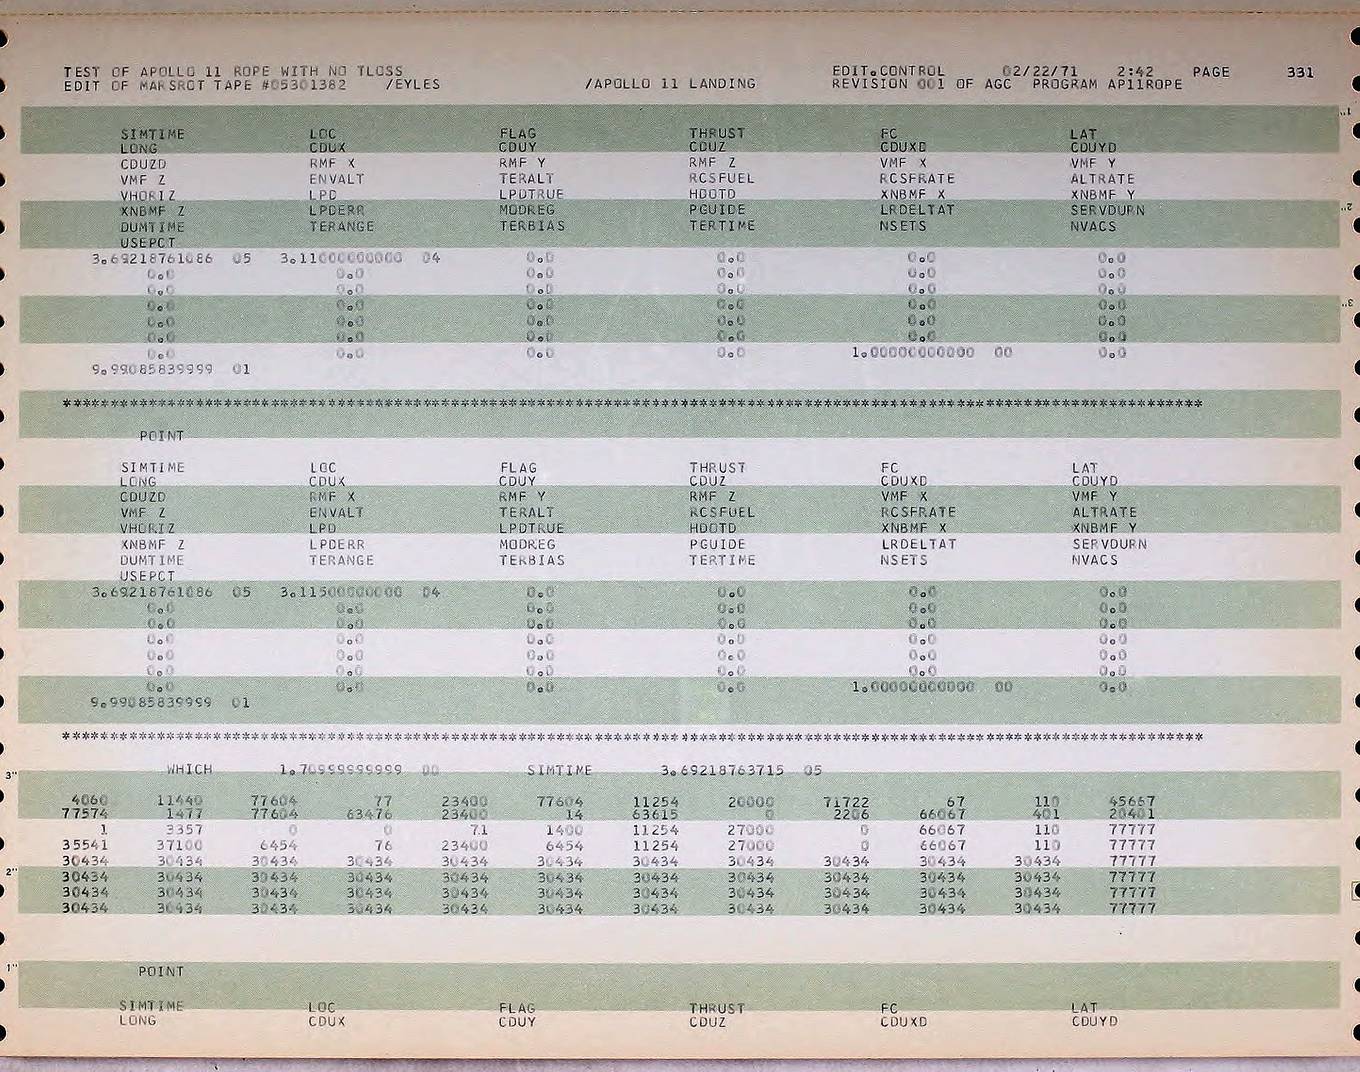 TEST OF APOLLO 11 ROPE WITH NO TLOSS EDIT.CONTROL 02/22/71 2:42 PAGE 331
EDIT OF MARSROT TAPE #05301382 /EYLES /APOLLO 11 LANDING REVISION 001 OF AGC PROGRAM AP11ROPE
SIMTIME LOC FLAG THRUST FC LAT
LONG CDUX CDUY CDUZ CDUXD CDUYD
CDUZD RMF X RMF Y RMF Z VMF X VMF Y
VMF Z ENVALT TERALT RCSFUEL RCSFRATE ALTRATE
VHORIZ LPD LPDTRUE HDOTD XNBMF X XNBMF Y
XNBMF Z LPDERR MODREG PGUIDE LRDELTAT SERVDURN
DUMTIME TERANGE TERBIAS TERTIME NSETS NVACS
USEPCT
3.69218761086 05 3.11000000000 04 0.0 0.0 0.0 0.0
0.0 0.0 0.0 0.0 0.0 0.0
0.0 0.0 0.0 0.0 0.0 0.0
0.0 0.0 0.0 0.0 0.0 0.0
0.0 0.0 0.0 0.0 0.0 0.0
0.0 0.0 0.0 0.0 0.0 0.0
0.0 0.0 0.0 0.0 1.00000000000 00 0.0
9.99085839999 01
************************************************************************************************************************
POINT
SIMTIME LOC FLAG THRUST FC LAT
LONG CDUX CDUY CDUZ CDUXD CDUYD
CDUZD RMF X RMF Y RMF Z VMF X VMF Y
VMF Z ENVALT TERALT RCSFUEL RCSFRATE ALTRATE
VHORIZ LPD LPDTRUE HDOTD XNBMF X XNBMF Y
XNBMF Z LPDERR MODREG PGUIDE LRDELTAT SERVDURN
DUMTIME TERANGE TERBIAS TERTIME NSETS NVACS
USEPCT
3.69218761086 05 3.11500000000 04 0.0 0.0 0.0 0.0
0.0 0.0 0.0 0.0 0.0 0.0
0.0 0.0 0.0 0.0 0.0 0.0
0.0 0.0 0.0 0.0 0.0 0.0
0.0 0.0 0.0 0.0 0.0 0.0
0.0 0.0 0.0 0.0 0.0 0.0
0.0 0.0 0.0 0.0 1.00000000000 00 0.0
9.99085839999 01
************************************************************************************************************************
WHICH 1.70999999999 00 SIMTIME 3.69218763715 05
4060 11440 77604 77 23400 77604 11254 20000 71722 67 110 45667
77574 1477 77604 63476 23400 14 63615 0 2206 66067 401 20401
1 3357 0 0 71 1400 11254 27000 0 66067 110 77777
35541 37100 6454 76 23400 6454 11254 27000 0 66067 110 77777
30434 30434 30434 30434 30434 30434 30434 30434 30434 30434 30434 77777
30434 30434 30434 30434 30434 30434 30434 30434 30434 30434 30434 77777
30434 30434 30434 30434 30434 30434 30434 30434 30434 30434 30434 77777
30434 30434 30434 30434 30434 30434 30434 30434 30434 30434 30434 77777
POINT
SIMTIME LOC FLAG THRUST FC LAT
LONG CDUX CDUY CDUZ CDUXD CDUYD
3"
2"
1"
1"
2"
3"